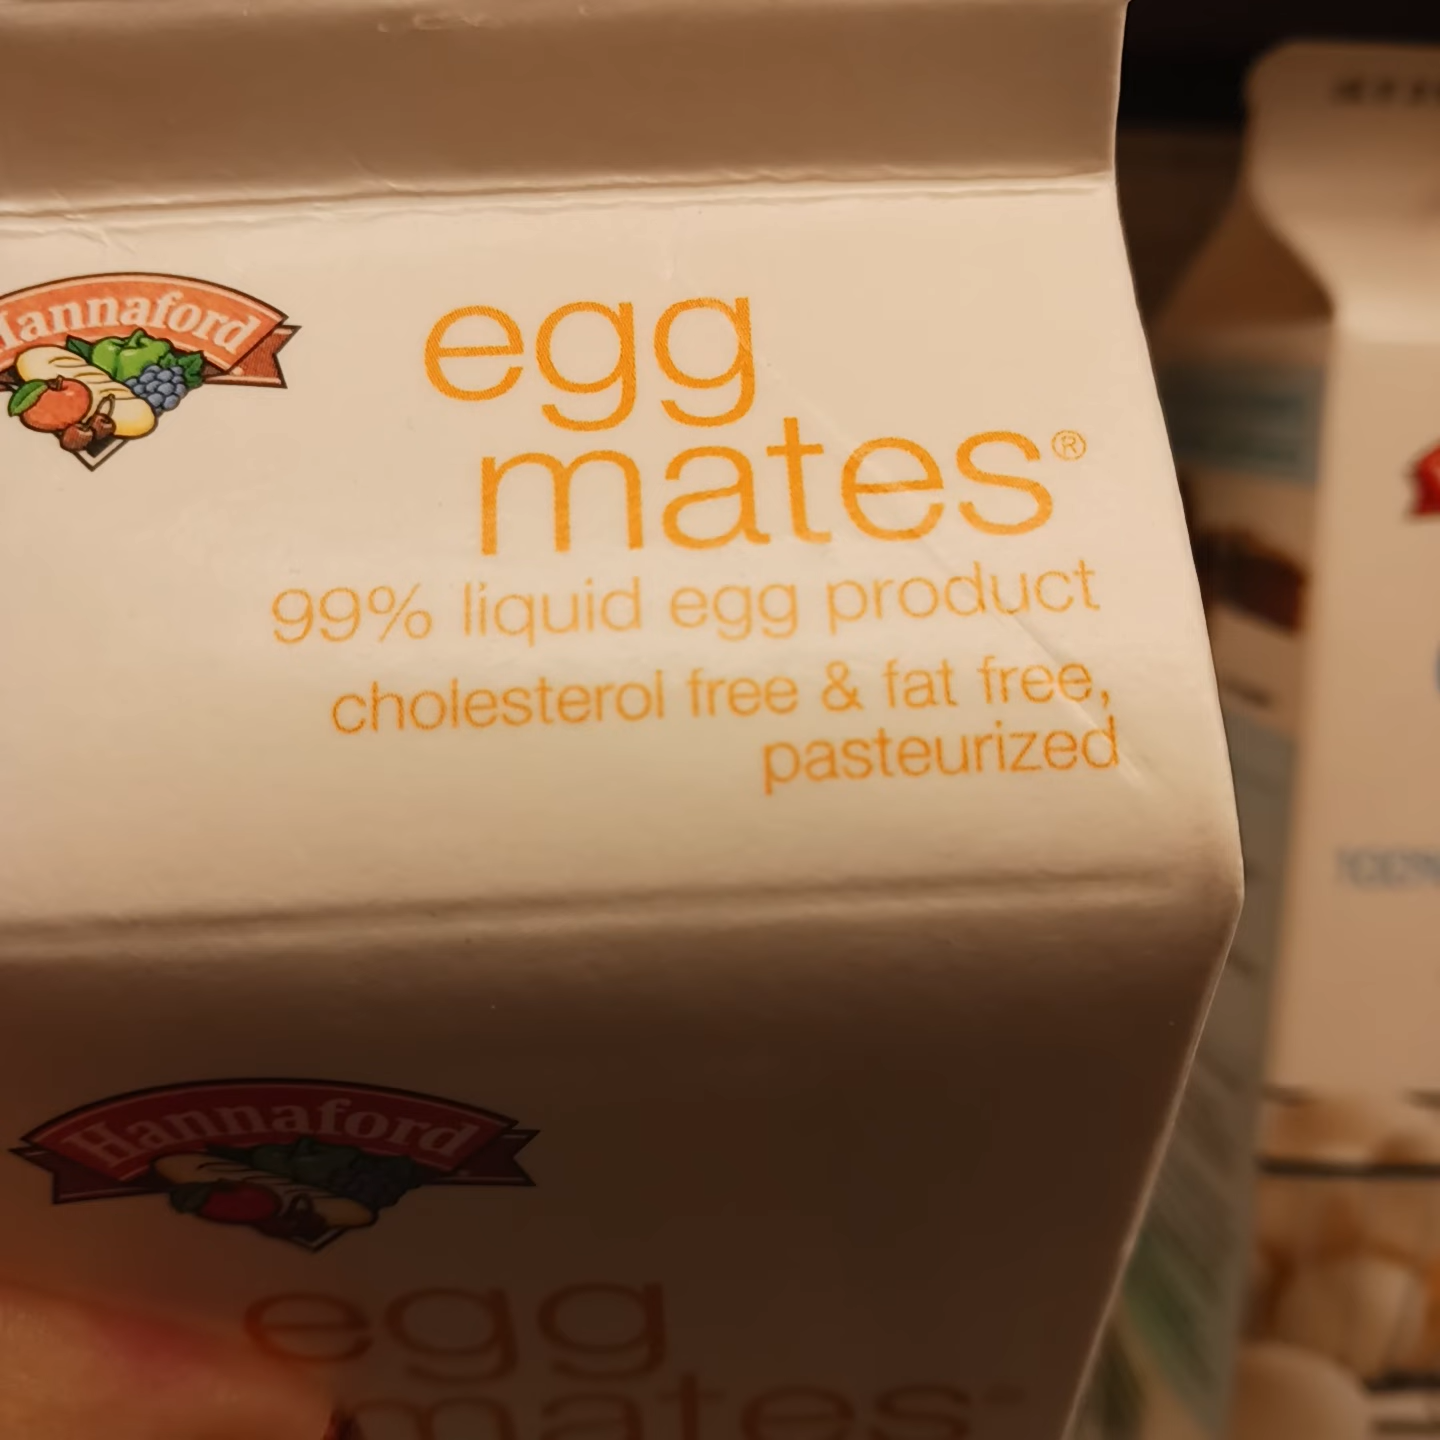 Hannaford
egg
mates®
99% liquid egg product
cholesterol free & fat free,
pasteurized
Hannaford
egg
mates